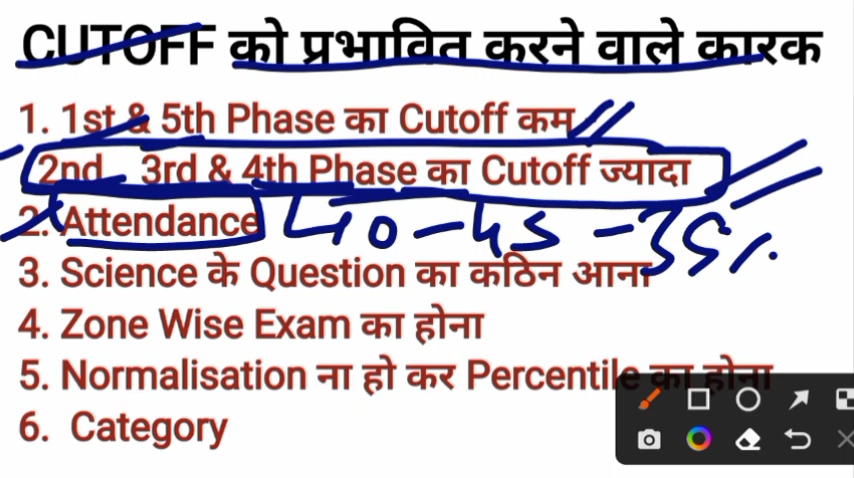 CUTOFF को प्रभावित करने वाले कारक
1. 1st & 5th Phase का Cutoff कम
2nd 3rd & 4th Phase का Cutoff ज्यादा
2. Attendance 40-45-35%
3. Science के Question का कठिन आना
4. Zone Wise Exam का होना
5. Normalisation ना हो कर Percentile का होना
6. Category